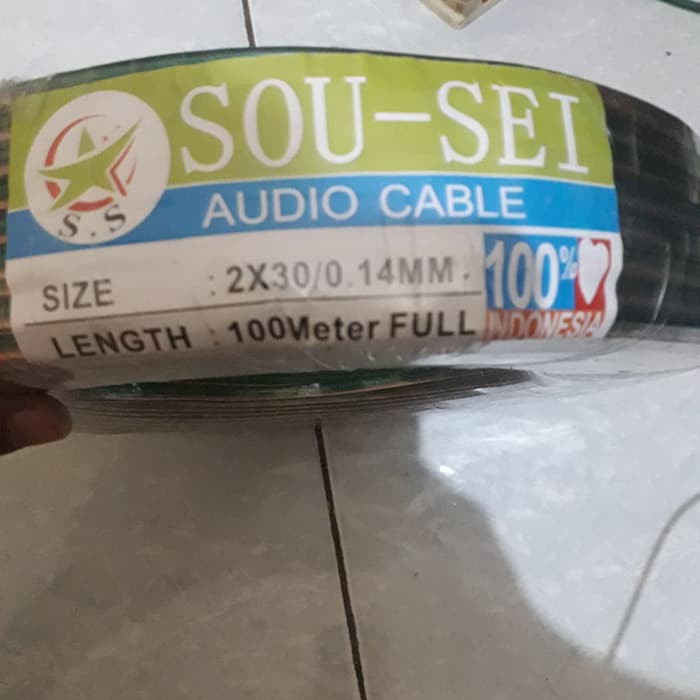 SOU-SEI
S.S
AUDIO CABLE
SIZE : 2X30/0.14MM.
100%
LENGTH : 100Meter FULL
INDONESIA